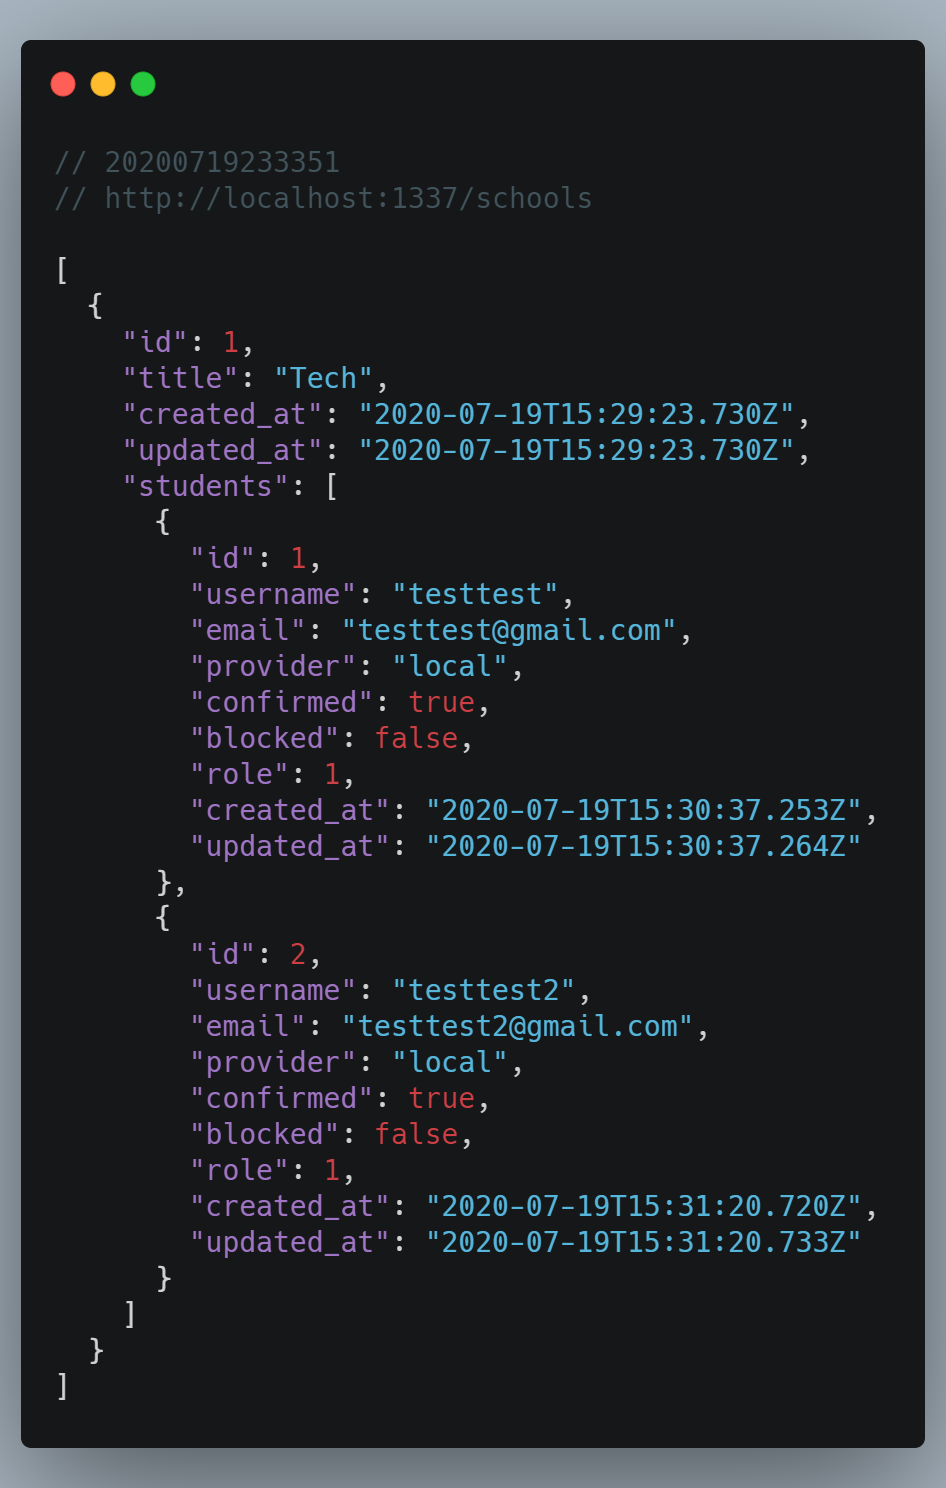 // 20200719233351
// http://localhost:1337/schools

[
  {
    "id": 1,
    "title": "Tech",
    "created_at": "2020-07-19T15:29:23.730Z",
    "updated_at": "2020-07-19T15:29:23.730Z",
    "students": [
      {
        "id": 1,
        "username": "testtest",
        "email": "testtest@gmail.com",
        "provider": "local",
        "confirmed": true,
        "blocked": false,
        "role": 1,
        "created_at": "2020-07-19T15:30:37.253Z",
        "updated_at": "2020-07-19T15:30:37.264Z"
      },
      {
        "id": 2,
        "username": "testtest2",
        "email": "testtest2@gmail.com",
        "provider": "local",
        "confirmed": true,
        "blocked": false,
        "role": 1,
        "created_at": "2020-07-19T15:31:20.720Z",
        "updated_at": "2020-07-19T15:31:20.733Z"
      }
    ]
  }
]